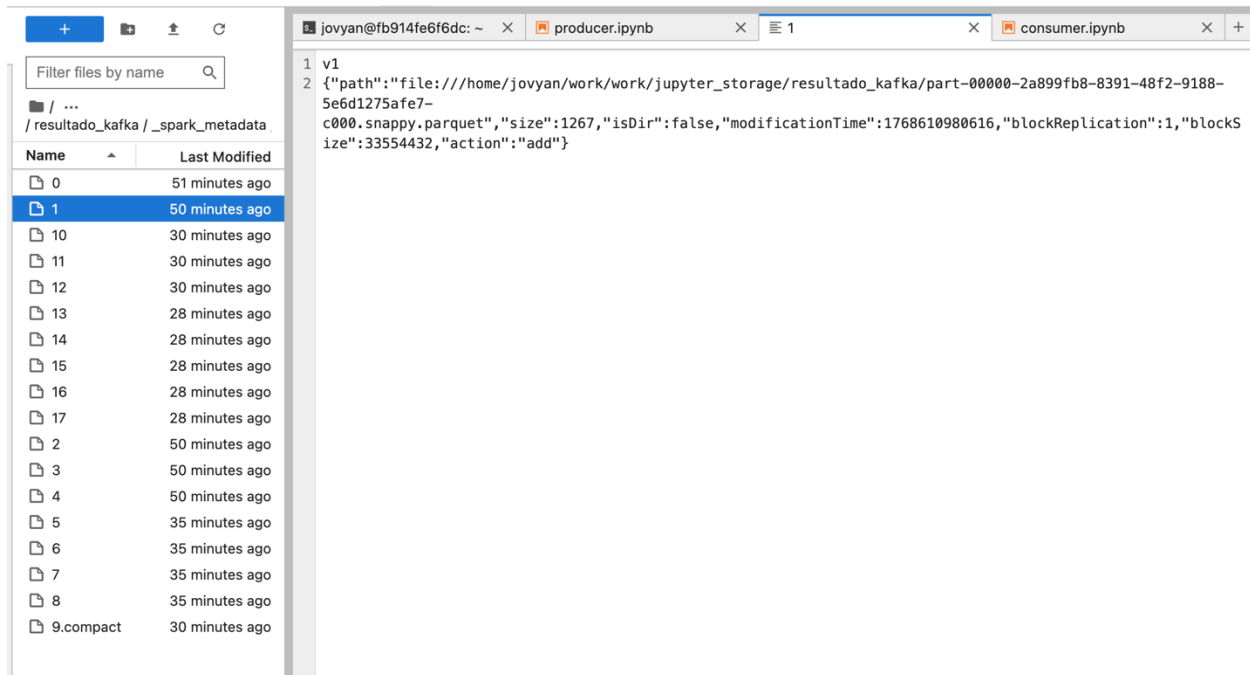 +
Filter files by name
/ ···
/ resultado_kafka / _spark_metadata
Name Last Modified
0 51 minutes ago
1 50 minutes ago
10 30 minutes ago
11 30 minutes ago
12 30 minutes ago
13 28 minutes ago
14 28 minutes ago
15 28 minutes ago
16 28 minutes ago
17 28 minutes ago
2 50 minutes ago
3 50 minutes ago
4 50 minutes ago
5 35 minutes ago
6 35 minutes ago
7 35 minutes ago
8 35 minutes ago
9.compact 30 minutes ago
jovyan@fb914fe6f6dc: ~ × producer.ipynb × 1 × consumer.ipynb × +
1 v1
2 {"path":"file:///home/jovyan/work/work/jupyter_storage/resultado_kafka/part-00000-2a899fb8-8391-48f2-9188-
5e6d1275afe7-
c000.snappy.parquet","size":1267,"isDir":false,"modificationTime":1768610980616,"blockReplication":1,"blockS
ize":33554432,"action":"add"}